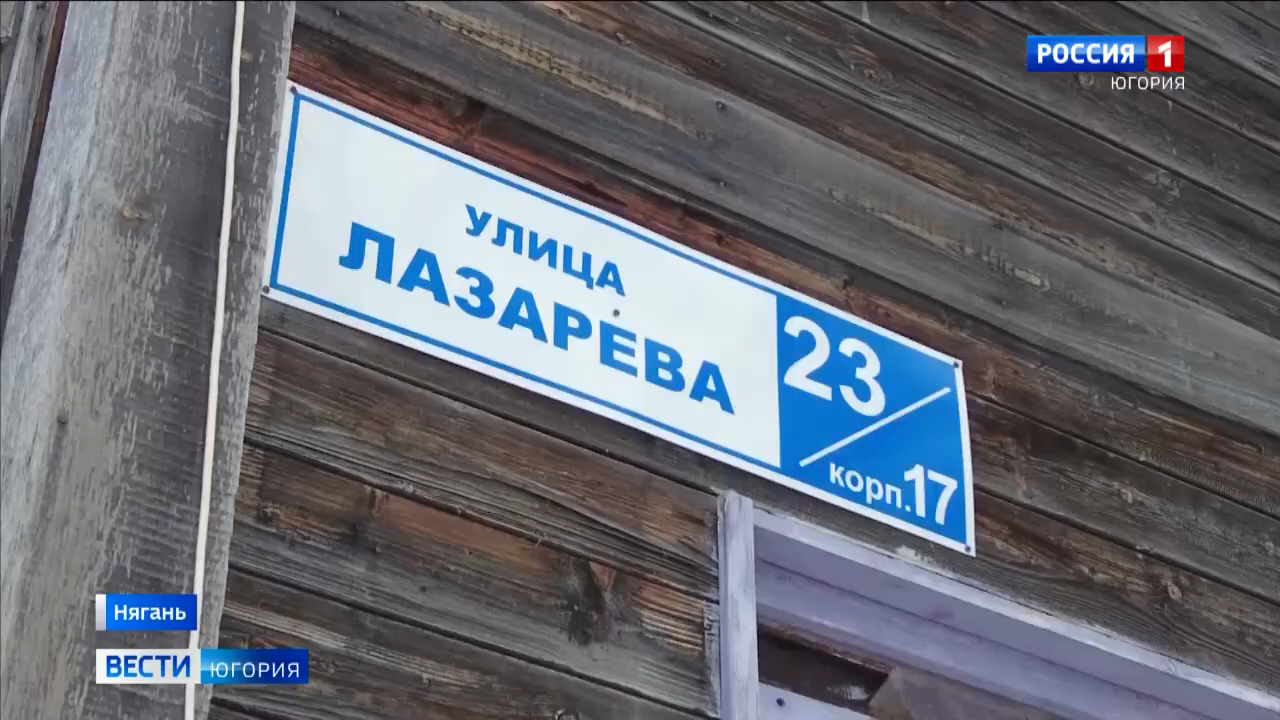 РОССИЯ 1
ЮГОРИЯ
УЛИЦА
ЛАЗАРЕВА
23
корп.17
Нягань
ВЕСТИ ЮГОРИЯ